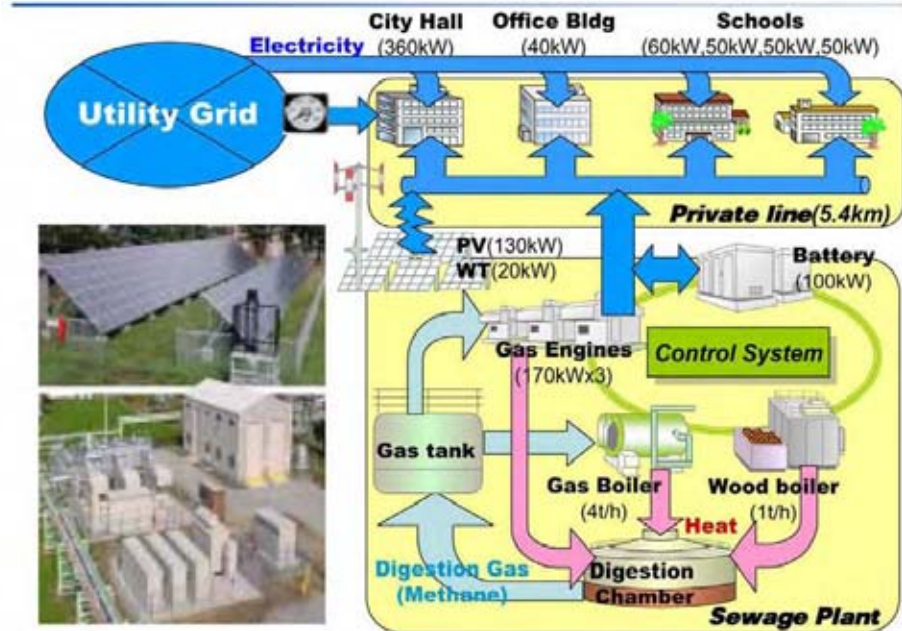 City Hall
(360kW)
Office Bldg
(40kW)
Schools
(60kW,50kW,50kW,50kW)
Electricity
Utility Grid
Private line(5.4km)
PV(130kW)
WT(20kW)
Battery
(100kW)
Gas Engines
(170kWx3)
Control System
Gas tank
Gas Boiler
(4t/h)
Wood boiler
(1t/h)
Heat
Digestion Gas
(Methane)
Digestion
Chamber
Sewage Plant